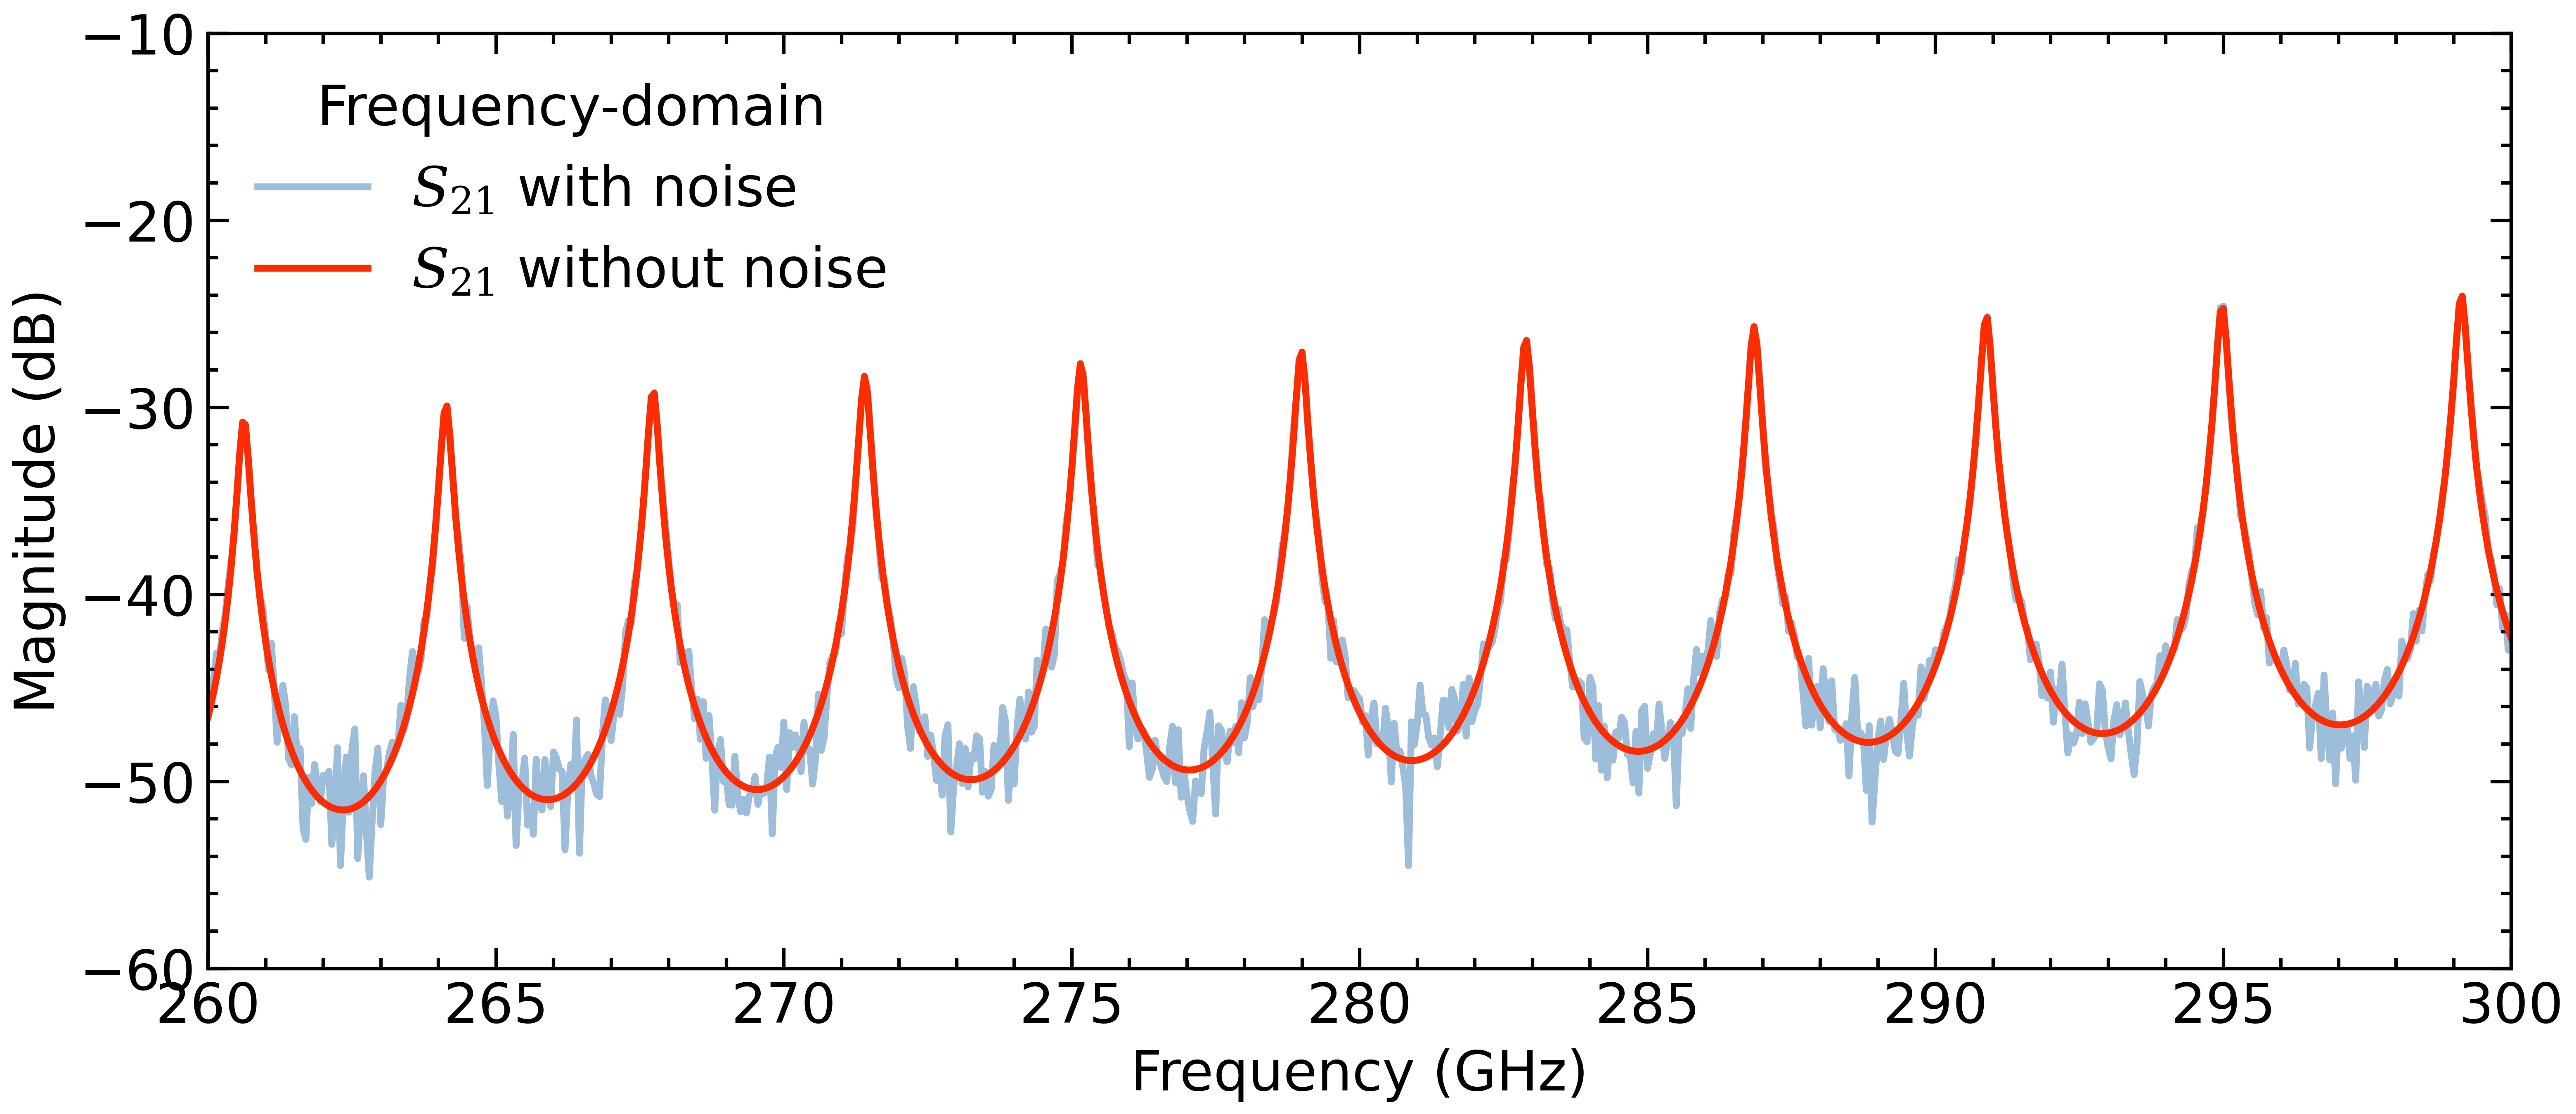 −10
−20
−30
−40
−50
−60
Magnitude (dB)
Frequency-domain
S₂₁ with noise
S₂₁ without noise
260 265 270 275 280 285 290 295 300
Frequency (GHz)